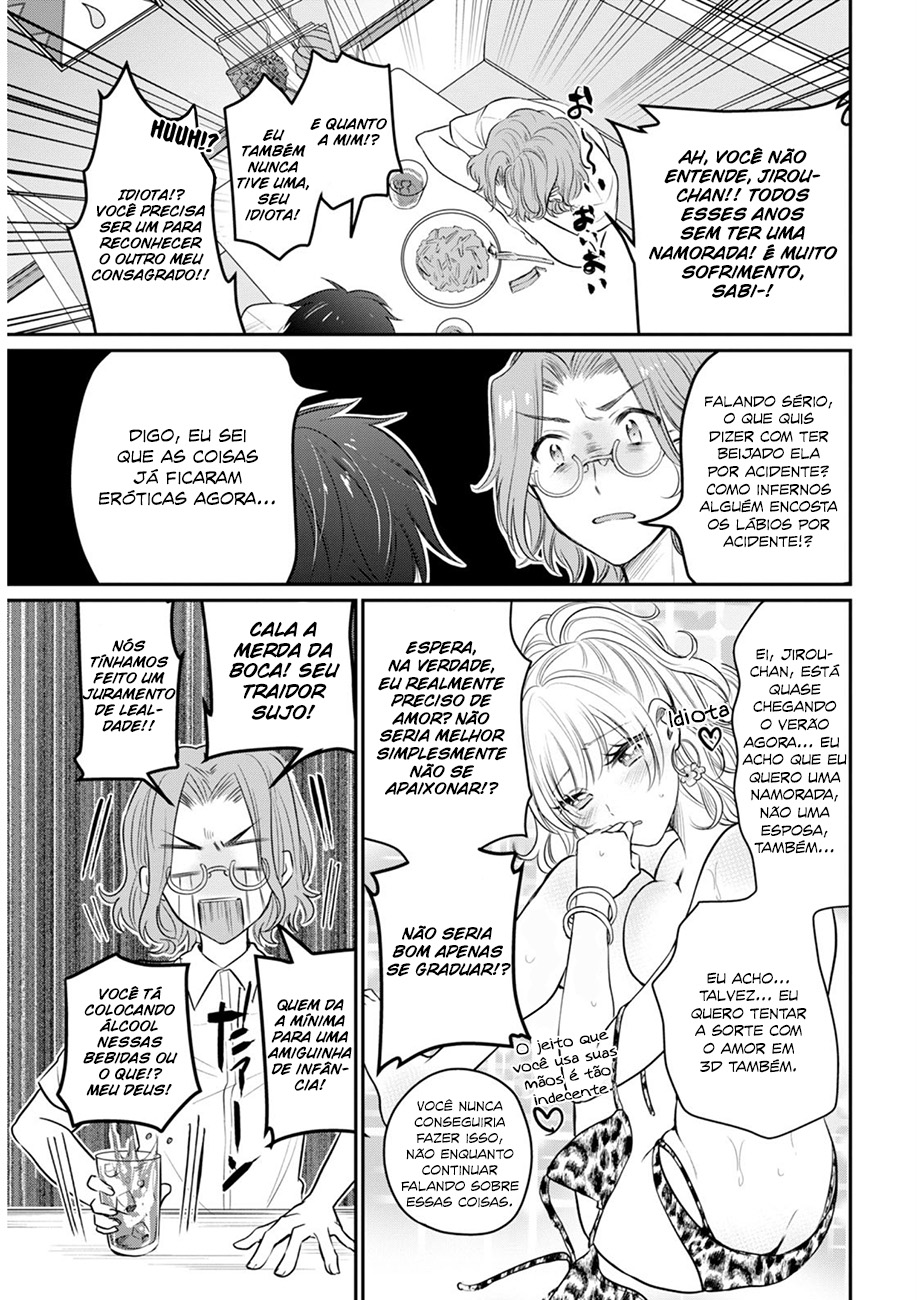 AH, VOCÊ NÃO
ENTENDE, JIROU-
CHAN!! TODOS
ESSES ANOS
SEM TER UMA
NAMORADA! É MUITO
SOFRIMENTO,
SABI-!
おおーい
おい
E QUANTO
A MIM!?
EU
TAMBÉM
NUNCA
TIVE UMA,
SEU
IDIOTA!
HUUH!?
IDIOTA!?
VOCÊ PRECISA
SER UM PARA
RECONHECER
O OUTRO MEU
CONSAGRADO!!
FALANDO SÉRIO,
O QUE QUIS
DIZER COM TER
BEIJADO ELA
POR ACIDENTE?
COMO INFERNOS
ALGUÉM ENCOSTA
OS LÁBIOS POR
ACIDENTE!?
DIGO, EU SEI
QUE AS COISAS
JÁ FICARAM
ERÓTICAS AGORA...
EI, JIROU-
CHAN, ESTÁ
QUASE
CHEGANDO
O VERÃO
AGORA... EU
ACHO QUE EU
QUERO UMA
NAMORADA,
NÃO UMA
ESPOSA,
TAMBÉM...
Idiota
EU ACHO...
TALVEZ... EU
QUERO TENTAR
A SORTE COM
O AMOR EM
3D TAMBÉM.
ESPERA,
NA VERDADE,
EU REALMENTE
PRECISO DE
AMOR? NÃO
SERIA MELHOR
SIMPLESMENTE
NÃO SE
APAIXONAR!?
NÃO SERIA
BOM APENAS
SE GRADUAR!?
O jeito que
você usa suas
mãos é tão
indecente.
VOCÊ NUNCA
CONSEGUIRIA
FAZER ISSO,
NÃO ENQUANTO
CONTINUAR
FALANDO SOBRE
ESSAS COISAS.
CALA A
MERDA DA
BOCA! SEU
TRAIDOR
SUJO!
NÓS
TÍNHAMOS
FEITO UM
JURAMENTO
DE LEAL-
DADE!!
QUEM DA
A MÍNIMA
PARA UMA
AMIGUINHA
DE INFÂN-
CIA!
VOCÊ TÁ
COLOCANDO
ÁLCOOL
NESSAS
BEBIDAS OU
O QUE!?
MEU DEUS!